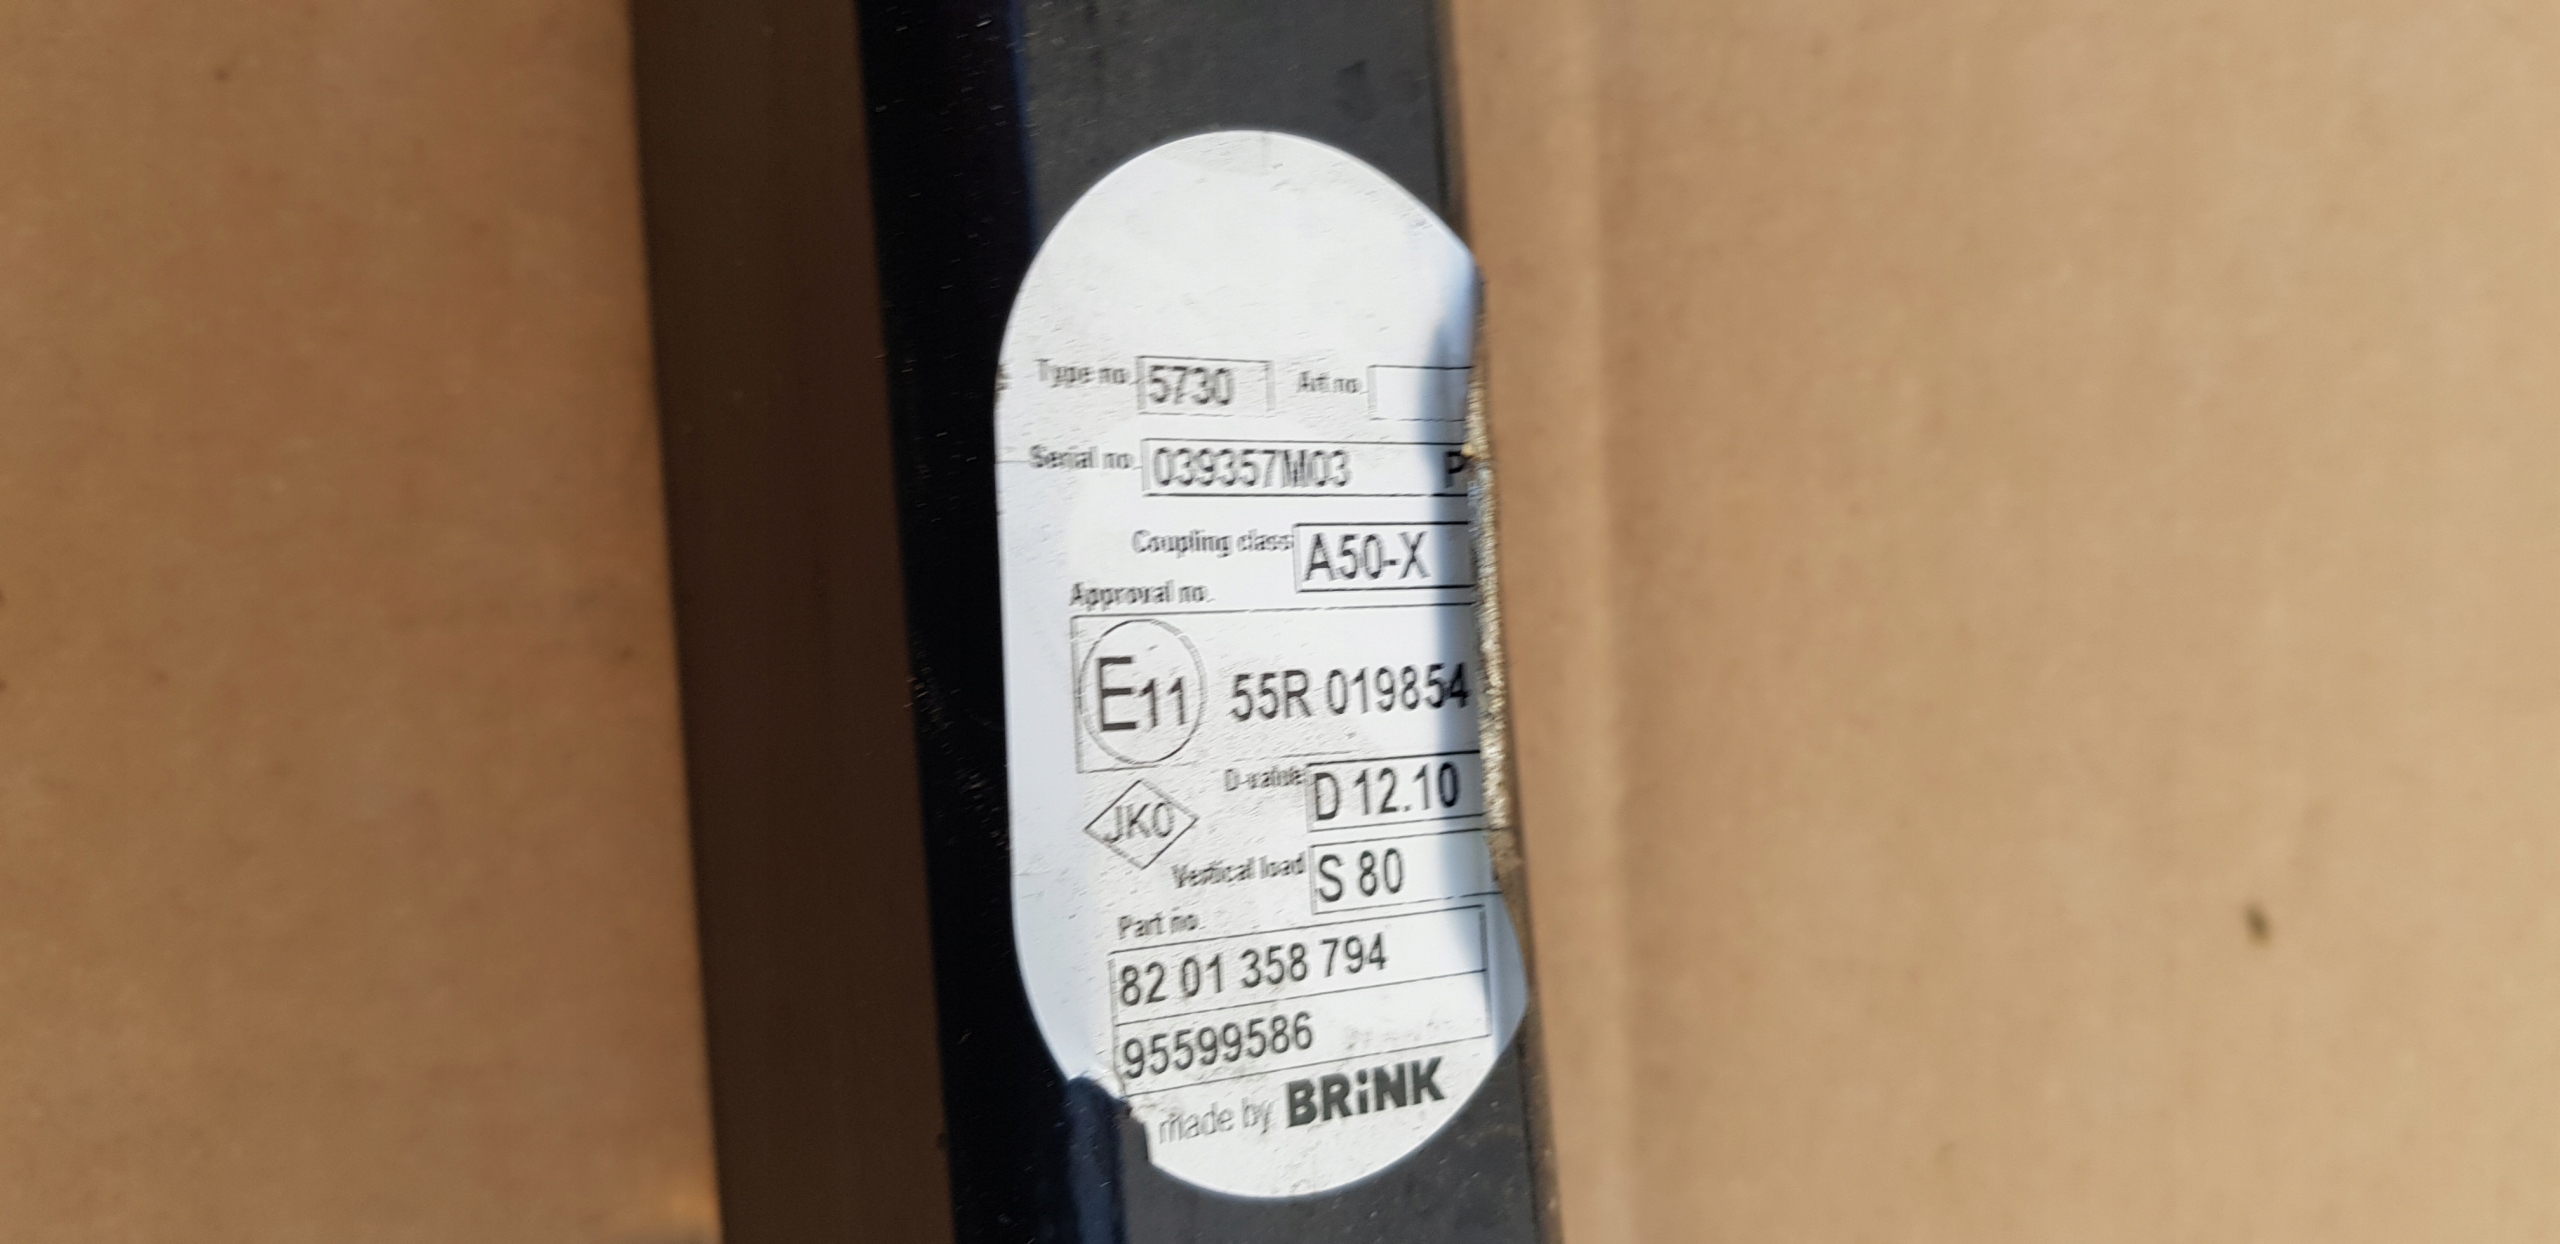 Type no. 5730 Art no.
Serial no. 039357M03 P
Coupling class A50-X
Approval no.
E11 55R 019854
D-value D 12.10
JKO
Vertical load S 80
Part no.
82 01 358 794
95599586
made by BRiNK